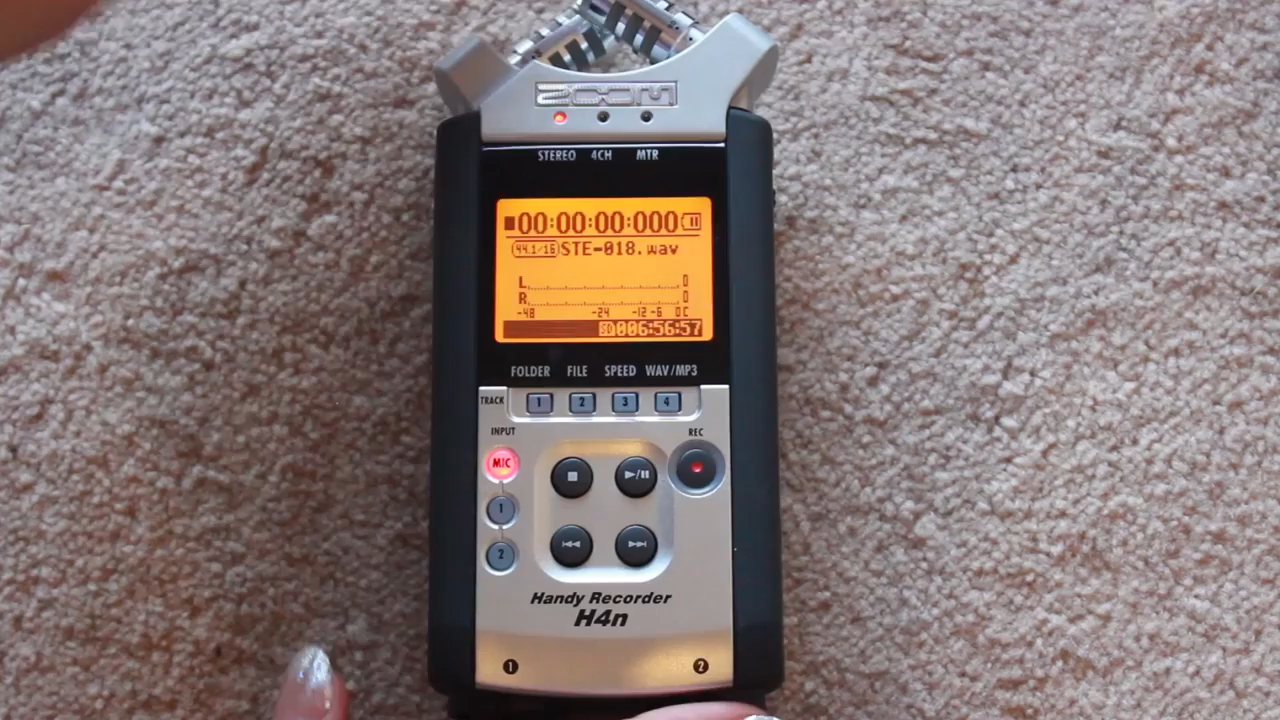 ZOOM
STEREO 4CH MTR
00:00:00:000
44.1/16 STE-018.wav
L 0
R 0
-48 -24 -12 -6 0C
SD 006:56:57
FOLDER FILE SPEED WAV/MP3
TRACK 1 2 3 4
INPUT REC
MIC
1
2
Handy Recorder
H4n
1 2